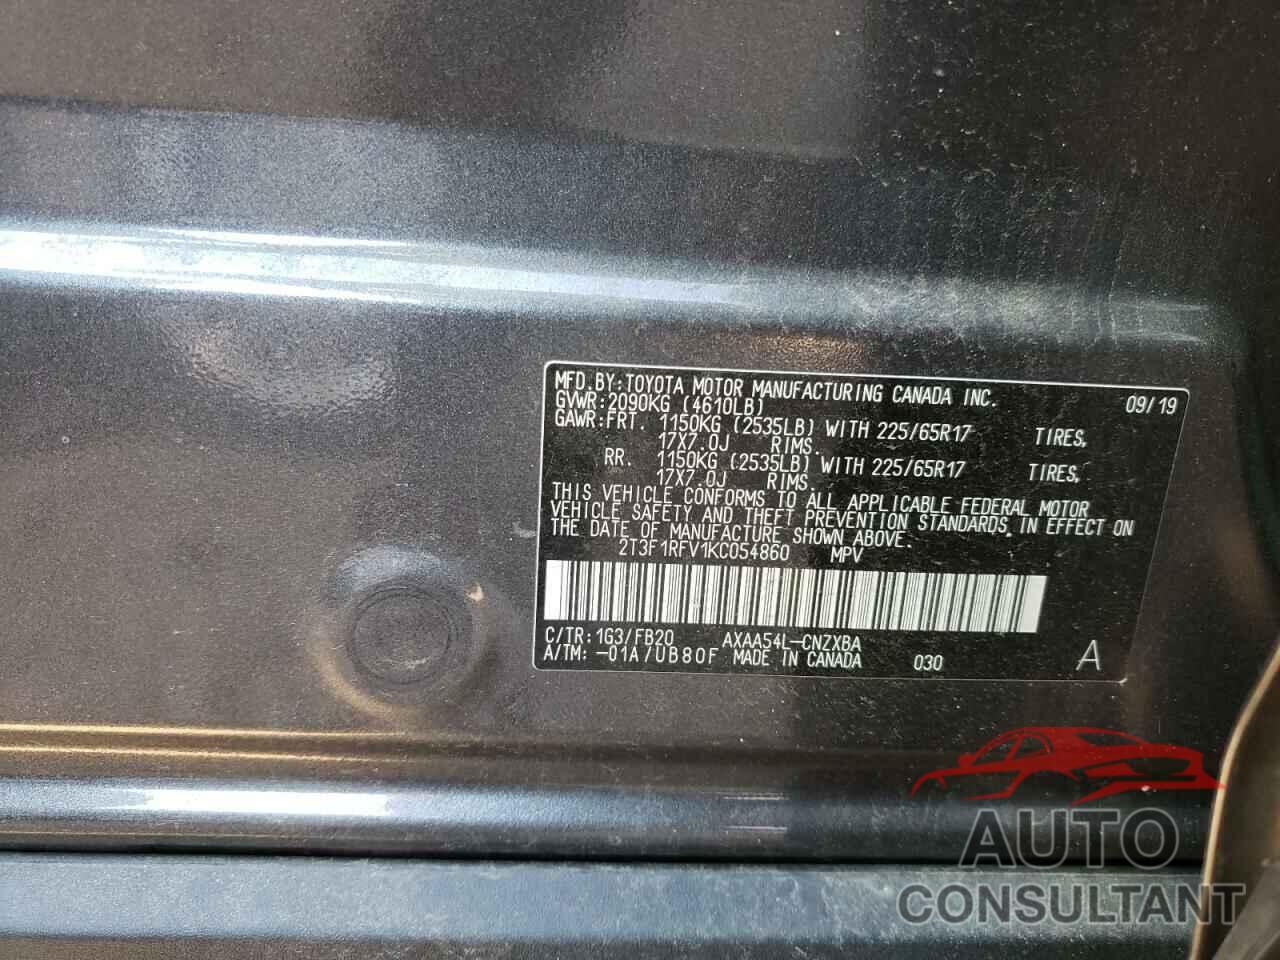 MFD.BY:TOYOTA MOTOR MANUFACTURING CANADA INC. 09/19
GVWR:2090KG (4610LB)
GAWR:FRT. 1150KG (2535LB) WITH 225/65R17 TIRES,
17X7.0J RIMS.
RR. 1150KG (2535LB) WITH 225/65R17 TIRES,
17X7.0J RIMS.
THIS VEHICLE CONFORMS TO ALL APPLICABLE FEDERAL MOTOR
VEHICLE SAFETY AND THEFT PREVENTION STANDARDS IN EFFECT ON
THE DATE OF MANUFACTURE SHOWN ABOVE.
2T3F1RFV1KC054860 MPV
C/TR:1G3/FB20 AXAA54L-CNZXBA
A/TM:-01A/UB80F MADE IN CANADA 030 A
AUTO
CONSULTANT